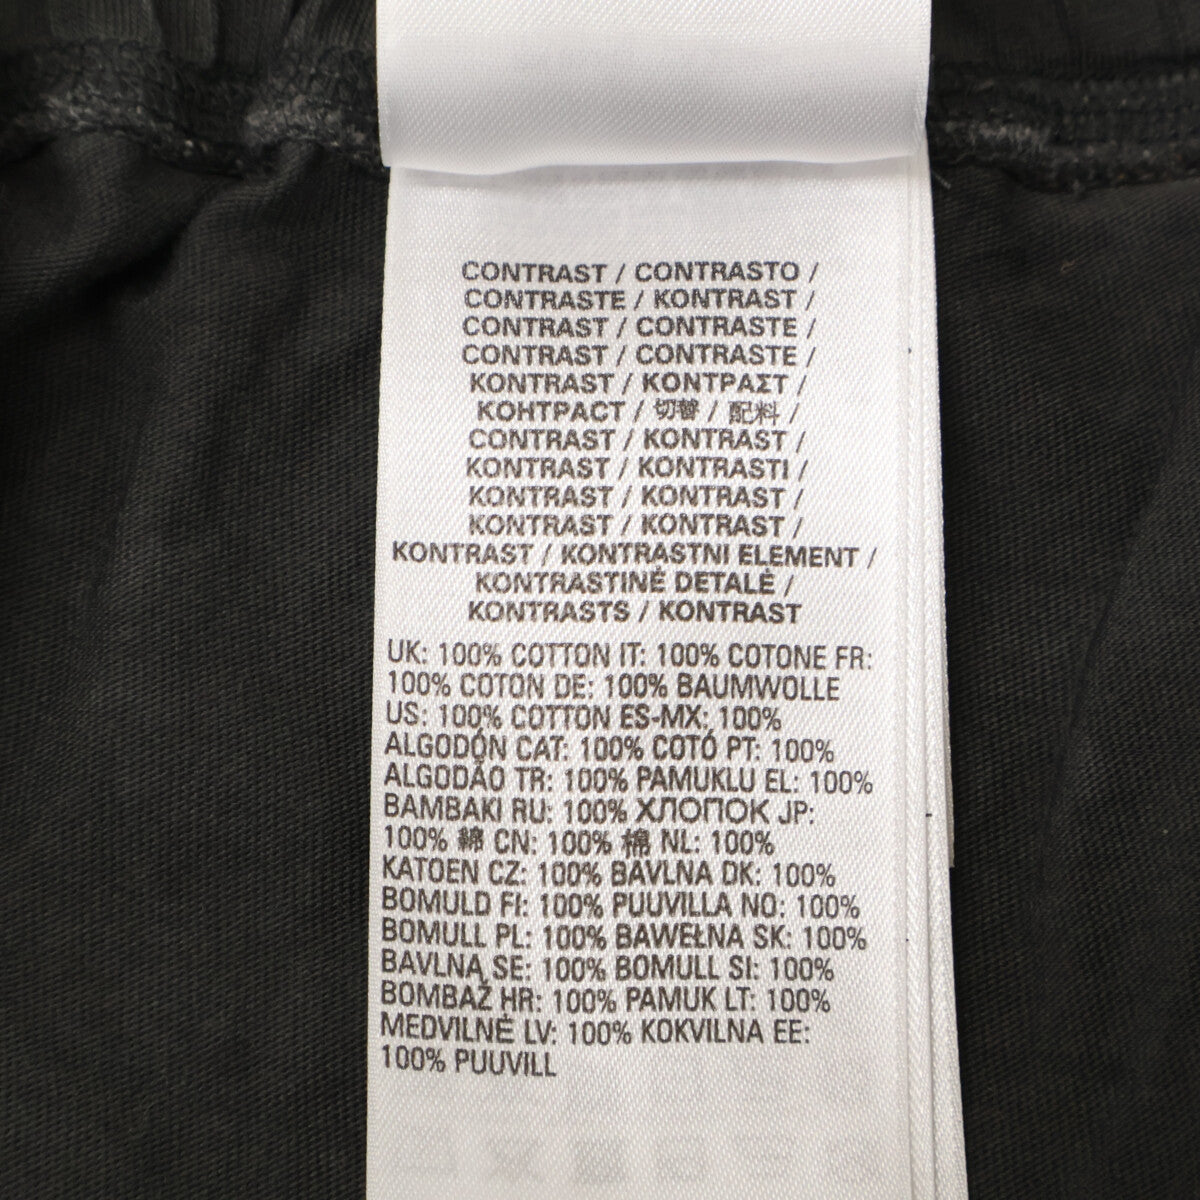 CONTRAST / CONTRASTO /
CONTRASTE / KONTRAST /
CONTRAST / CONTRASTE /
CONTRAST / CONTRASTE /
KONTRAST / ΚΟΝΤΡΑΣΤ /
КОНТРАСТ / 切替 / 配料 /
CONTRAST / KONTRAST /
KONTRAST / KONTRASTI /
KONTRAST / KONTRAST /
KONTRAST / KONTRAST /
KONTRAST / KONTRASTNI ELEMENT /
KONTRASTINĖ DETALĖ /
KONTRASTS / KONTRAST
UK: 100% COTTON IT: 100% COTONE FR:
100% COTON DE: 100% BAUMWOLLE
US: 100% COTTON ES-MX: 100%
ALGODÓN CAT: 100% COTÓ PT: 100%
ALGODÃO TR: 100% PAMUKLU EL: 100%
BAMBAKI RU: 100% ХЛОПОК JP:
100% 綿 CN: 100% 棉 NL: 100%
KATOEN CZ: 100% BAVLNA DK: 100%
BOMULD FI: 100% PUUVILLA NO: 100%
BOMULL PL: 100% BAWEŁNA SK: 100%
BAVLNA SE: 100% BOMULL SI: 100%
BOMBAŽ HR: 100% PAMUK LT: 100%
MEDVILNĖ LV: 100% KOKVILNA EE:
100% PUUVILL